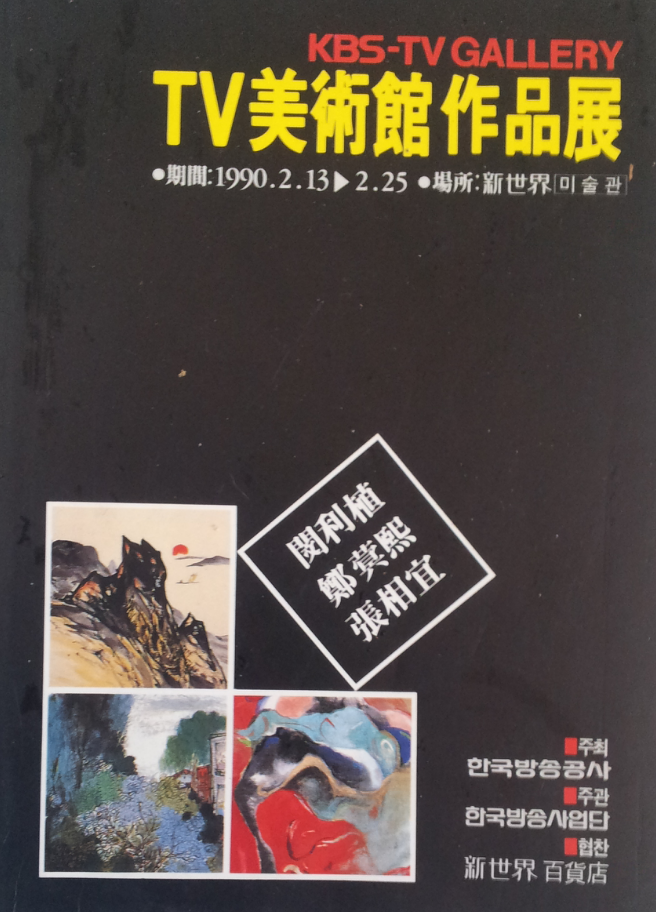 KBS-TV GALLERY
TV美術館作品展
●期間:1990.2.13▶2.25 ●場所:新世界미술관
閔利植
鄭蓂熙
張相宜
■주최
한국방송공사
■주관
한국방송사업단
■협찬
新世界 百貨店